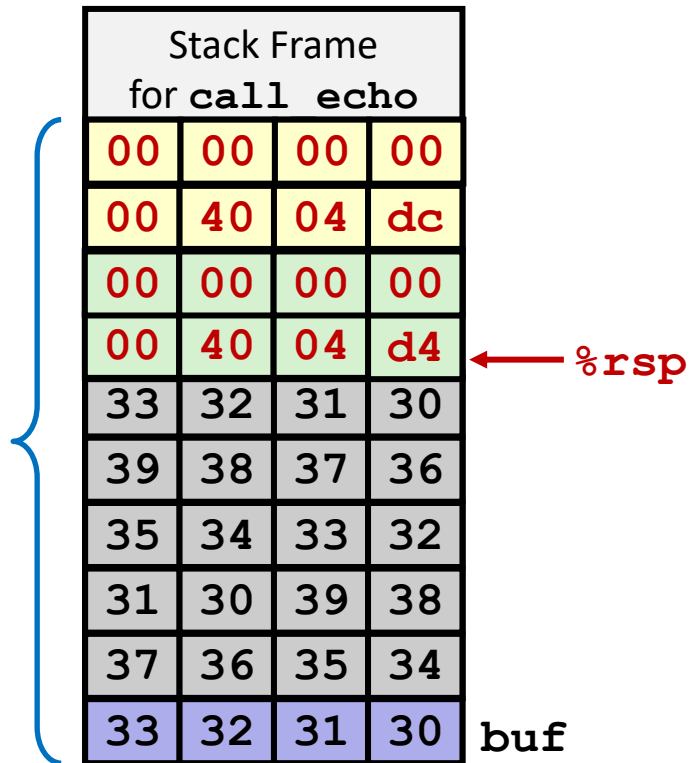 Stack Frame
for call echo
00 00 00 00
00 40 04 dc
00 00 00 00
00 40 04 d4
%rsp
33 32 31 30
39 38 37 36
35 34 33 32
31 30 39 38
37 36 35 34
33 32 31 30
buf